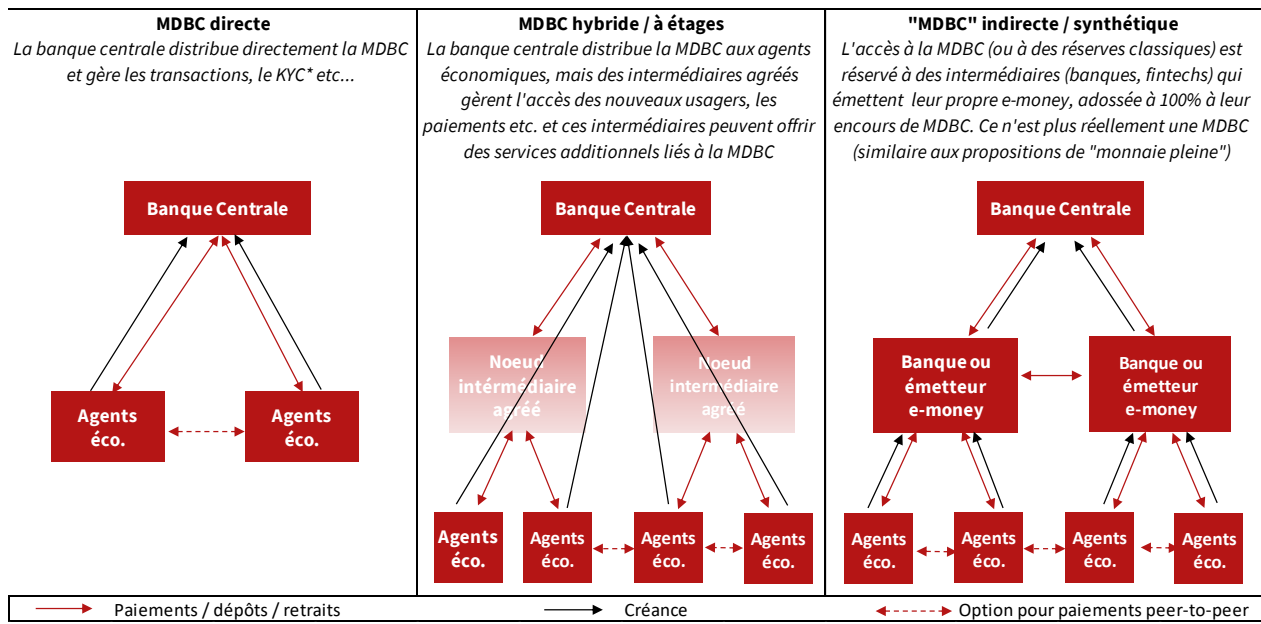 MDBC directe
La banque centrale distribue directement la MDBC
et gère les transactions, le KYC* etc...
Banque Centrale
Agents
éco.
Agents
éco.
MDBC hybride / à étages
La banque centrale distribue la MDBC aux agents
économiques, mais des intermédiaires agréés
gèrent l'accès des nouveaux usagers, les
paiements etc. et ces intermédiaires peuvent offrir
des services additionnels liés à la MDBC
Banque Centrale
Noeud
intérmédiaire
agréé
Noeud
intermédiaire
agréé
Agents
éco.
Agents
éco.
Agents
éco.
Agents
éco.
"MDBC" indirecte / synthétique
L'accès à la MDBC (ou à des réserves classiques) est
réservé à des intermédiaires (banques, fintechs) qui
émettent leur propre e-money, adossée à 100% à leur
encours de MDBC. Ce n'est plus réellement une MDBC
(similaire aux propositions de "monnaie pleine")
Banque Centrale
Banque ou
émetteur
e-money
Banque ou
émetteur
e-money
Agents
éco.
Agents
éco.
Agents
éco.
Agents
éco.
Paiements / dépôts / retraits
Créance
Option pour paiements peer-to-peer